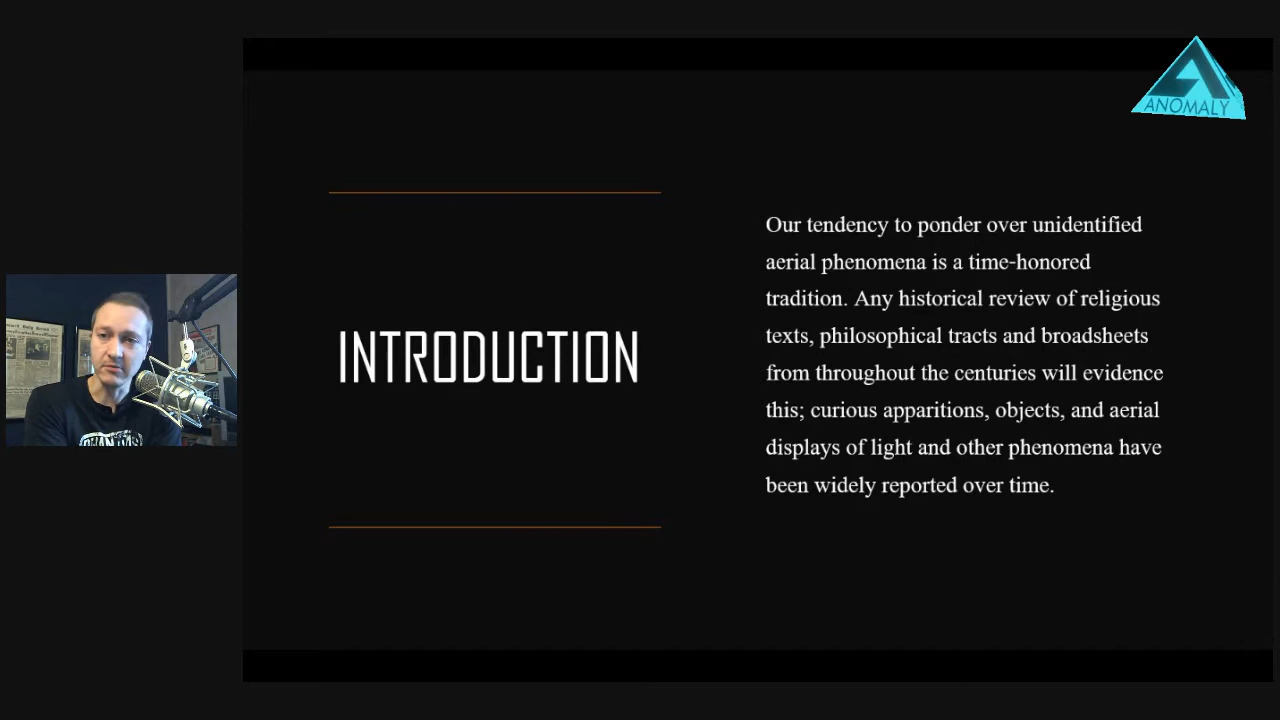 ANOMALY
INTRODUCTION
Our tendency to ponder over unidentified
aerial phenomena is a time-honored
tradition. Any historical review of religious
texts, philosophical tracts and broadsheets
from throughout the centuries will evidence
this; curious apparitions, objects, and aerial
displays of light and other phenomena have
been widely reported over time.